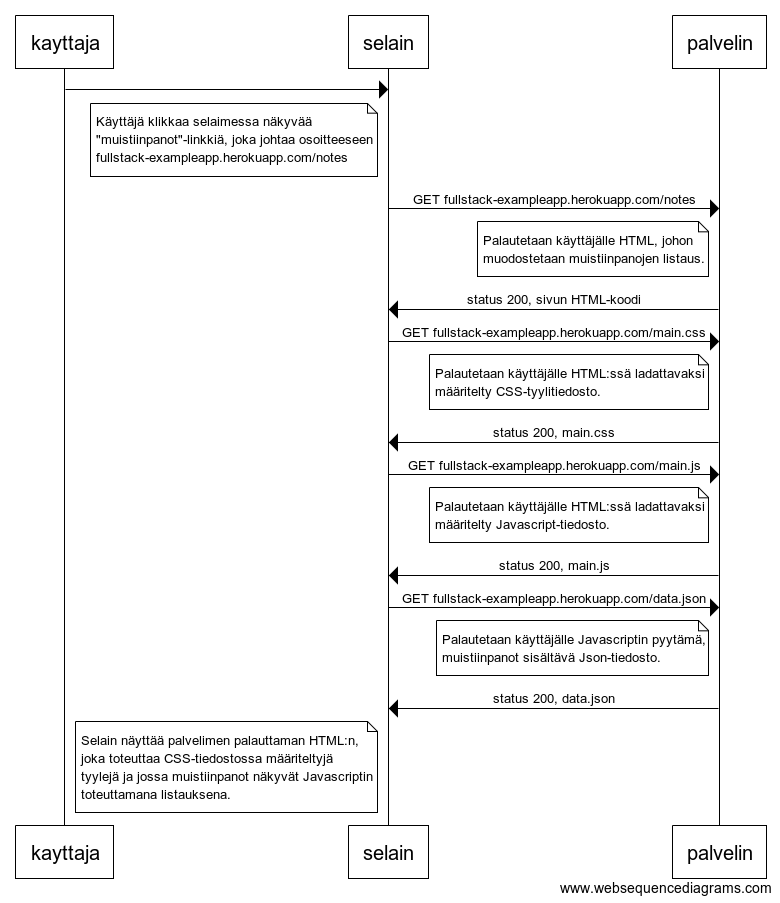 kayttaja
selain
palvelin
Käyttäjä klikkaa selaimessa näkyvää
"muistiinpanot"-linkkiä, joka johtaa osoitteeseen
fullstack-exampleapp.herokuapp.com/notes
GET fullstack-exampleapp.herokuapp.com/notes
Palautetaan käyttäjälle HTML, johon
muodostetaan muistiinpanojen listaus.
status 200, sivun HTML-koodi
GET fullstack-exampleapp.herokuapp.com/main.css
Palautetaan käyttäjälle HTML:ssä ladattavaksi
määritelty CSS-tyylitiedosto.
status 200, main.css
GET fullstack-exampleapp.herokuapp.com/main.js
Palautetaan käyttäjälle HTML:ssä ladattavaksi
määritelty Javascript-tiedosto.
status 200, main.js
GET fullstack-exampleapp.herokuapp.com/data.json
Palautetaan käyttäjälle Javascriptin pyytämä,
muistiinpanot sisältävä Json-tiedosto.
status 200, data.json
Selain näyttää palvelimen palauttaman HTML:n,
joka toteuttaa CSS-tiedostossa määriteltyjä
tyylejä ja jossa muistiinpanot näkyvät Javascriptin
toteuttamana listauksena.
kayttaja
selain
palvelin
www.websequencediagrams.com